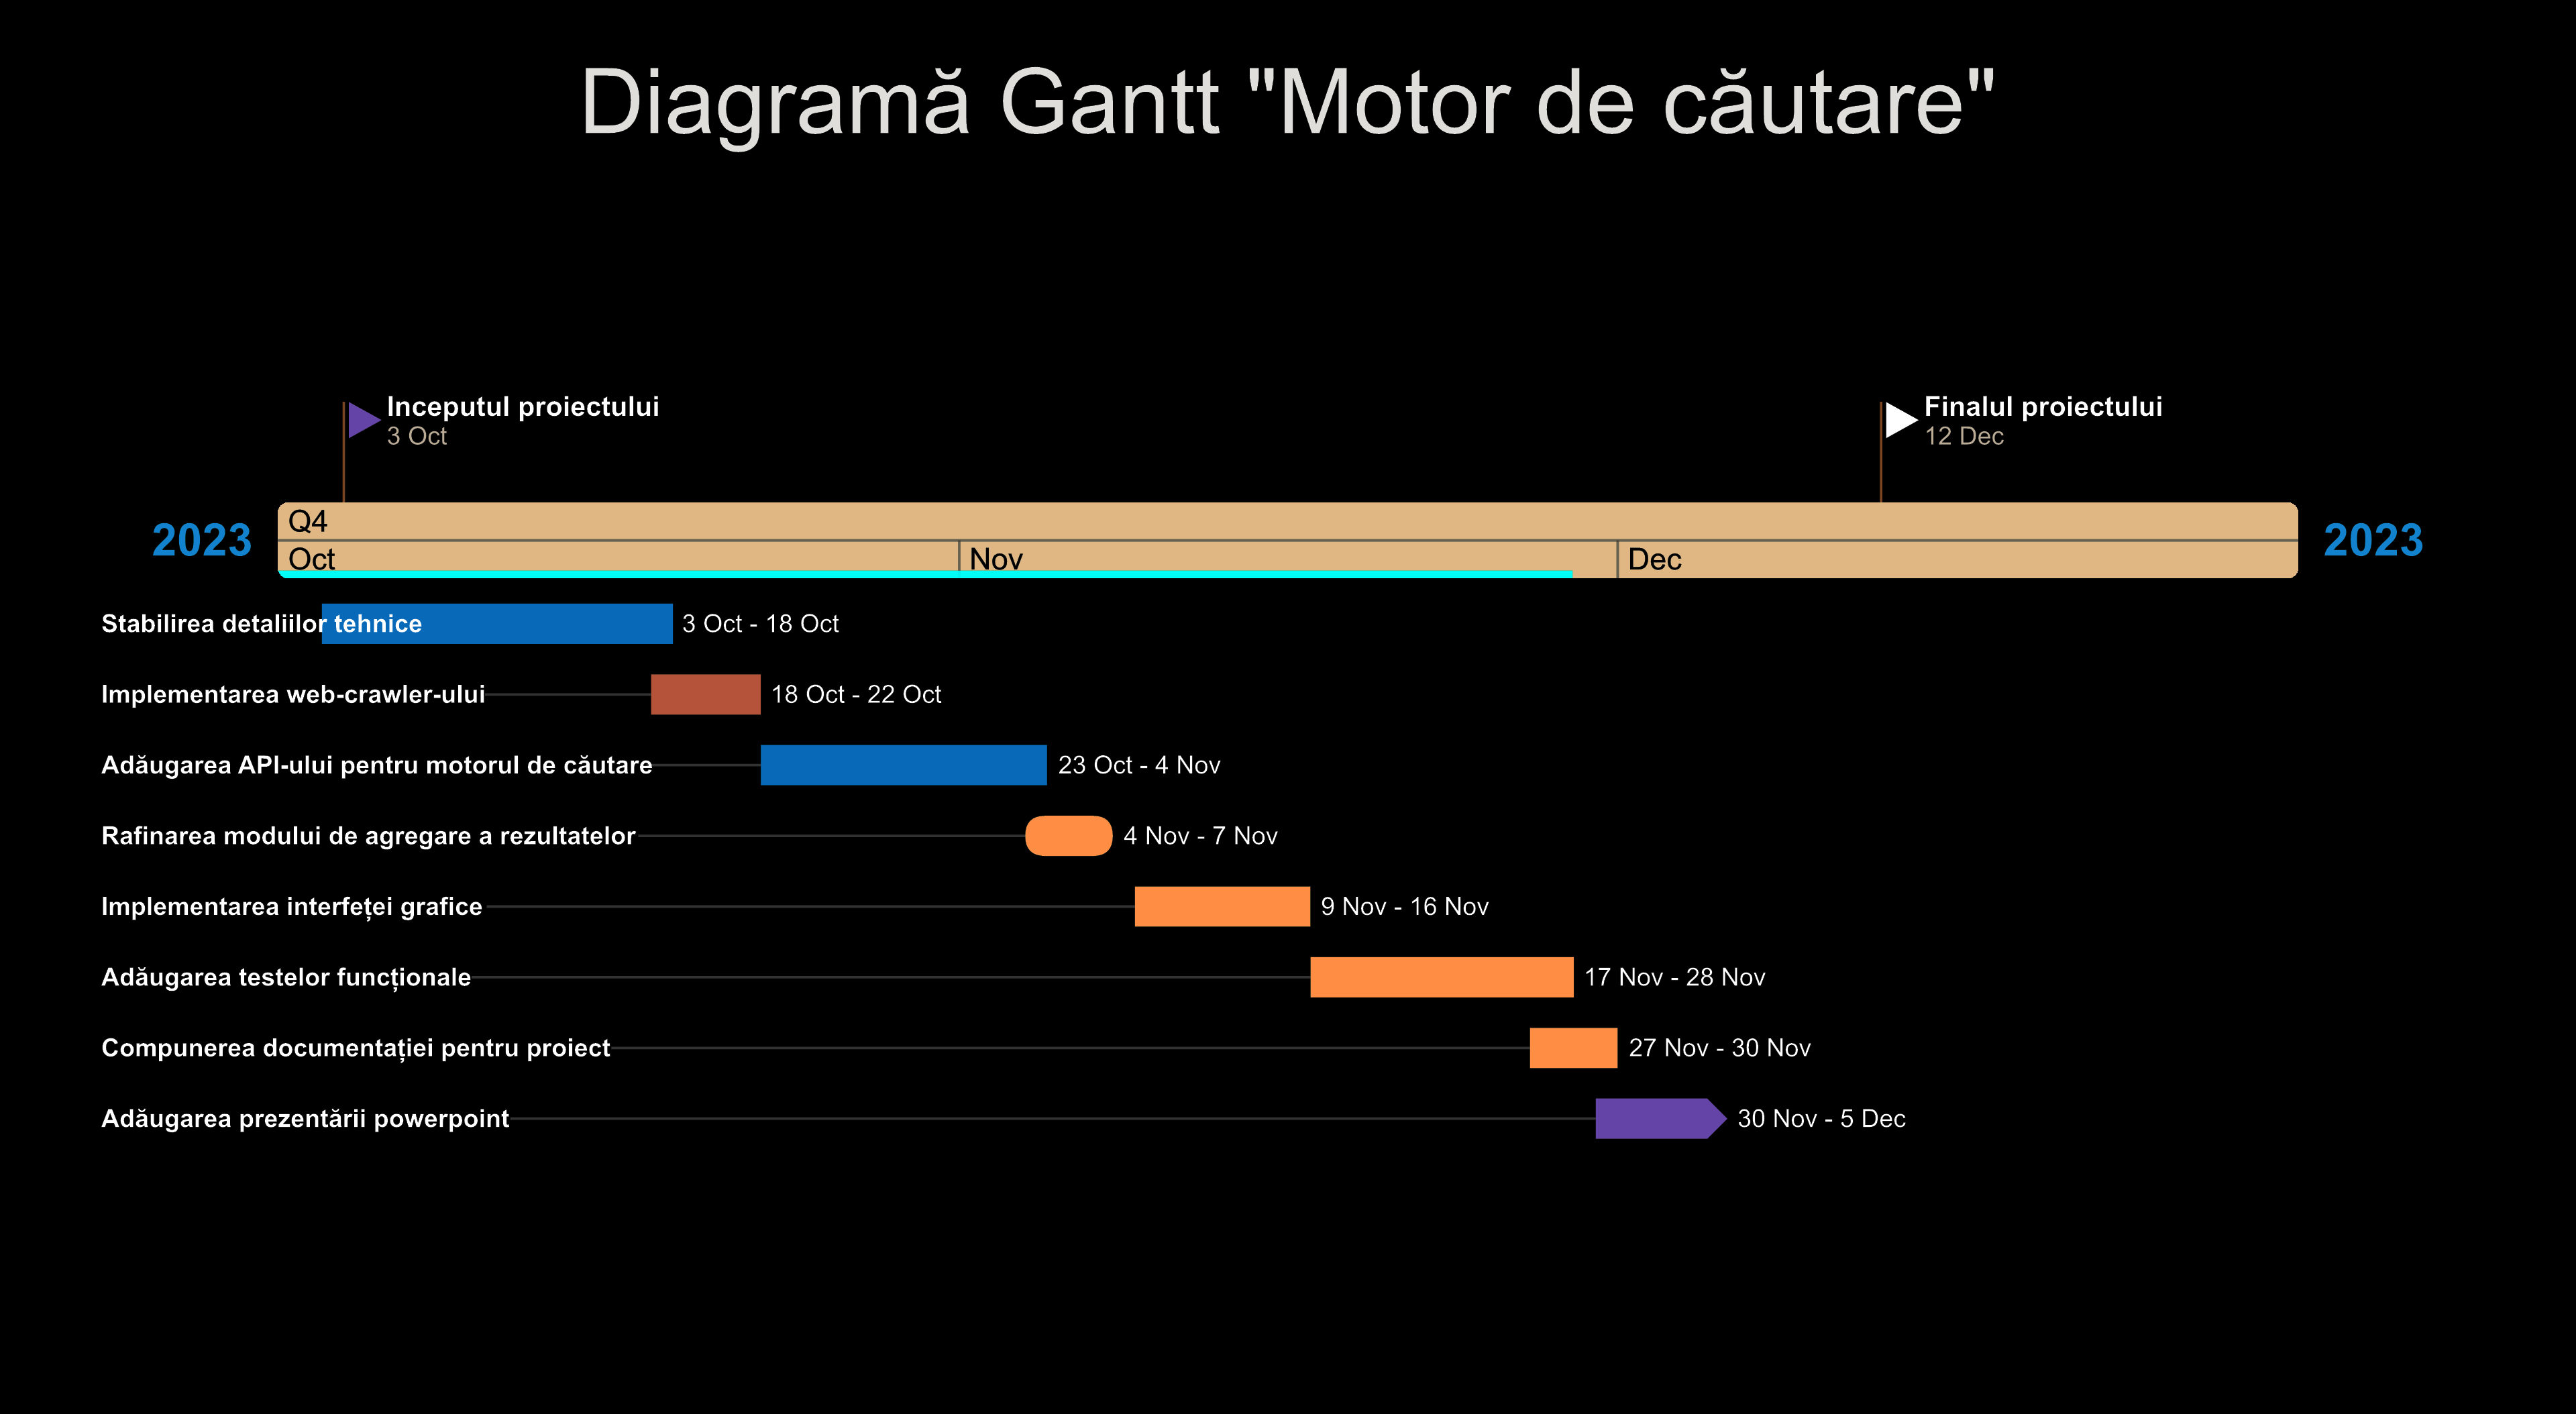 Diagramă Gantt "Motor de căutare"
Inceputul proiectului
3 Oct
Finalul proiectului
12 Dec
2023
Q4
2023
Oct
Nov
Dec
Stabilirea detaliilor tehnice
3 Oct - 18 Oct
Implementarea web-crawler-ului
18 Oct - 22 Oct
Adăugarea API-ului pentru motorul de căutare
23 Oct - 4 Nov
Rafinarea modului de agregare a rezultatelor
4 Nov - 7 Nov
Implementarea interfeței grafice
9 Nov - 16 Nov
Adăugarea testelor funcționale
17 Nov - 28 Nov
Compunerea documentației pentru proiect
27 Nov - 30 Nov
Adăugarea prezentării powerpoint
30 Nov - 5 Dec